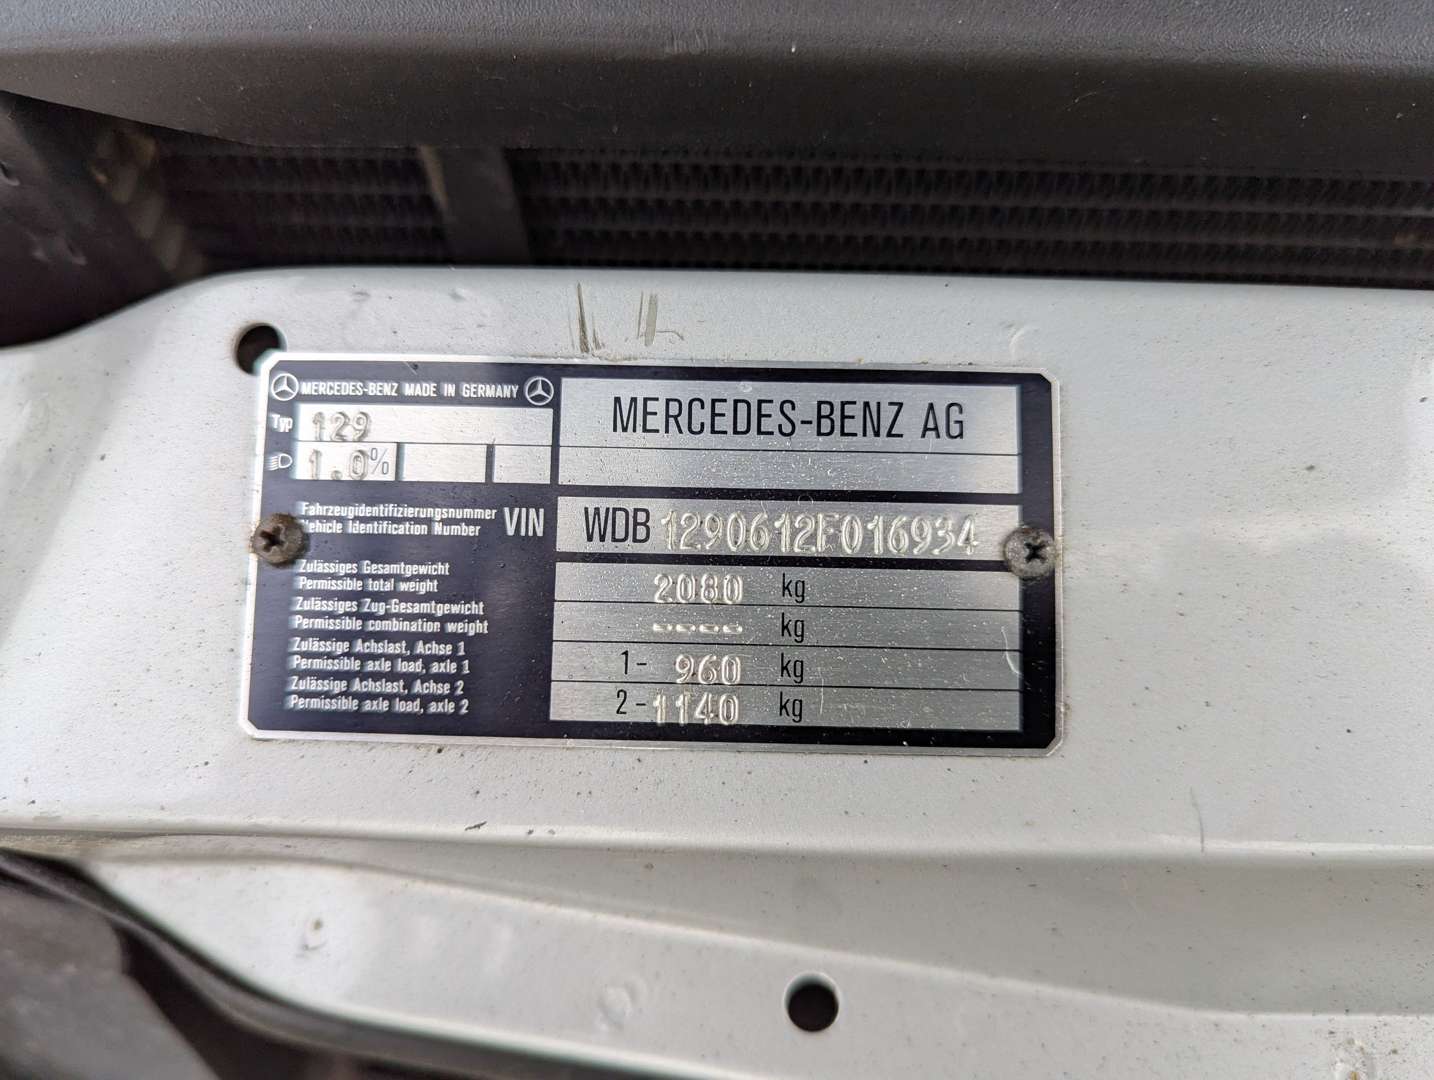 MERCEDES-BENZ MADE IN GERMANY
Typ 129
1.0%
MERCEDES-BENZ AG
Fahrzeugidentifizierungsnummer
Vehicle Identification Number
VIN
WDB 1290612F016934
Zulässiges Gesamtgewicht
Permissible total weight
2080 kg
Zulässiges Zug-Gesamtgewicht
Permissible combination weight
---- kg
Zulässige Achslast, Achse 1
Permissible axle load, axle 1
1- 960 kg
Zulässige Achslast, Achse 2
Permissible axle load, axle 2
2- 1140 kg